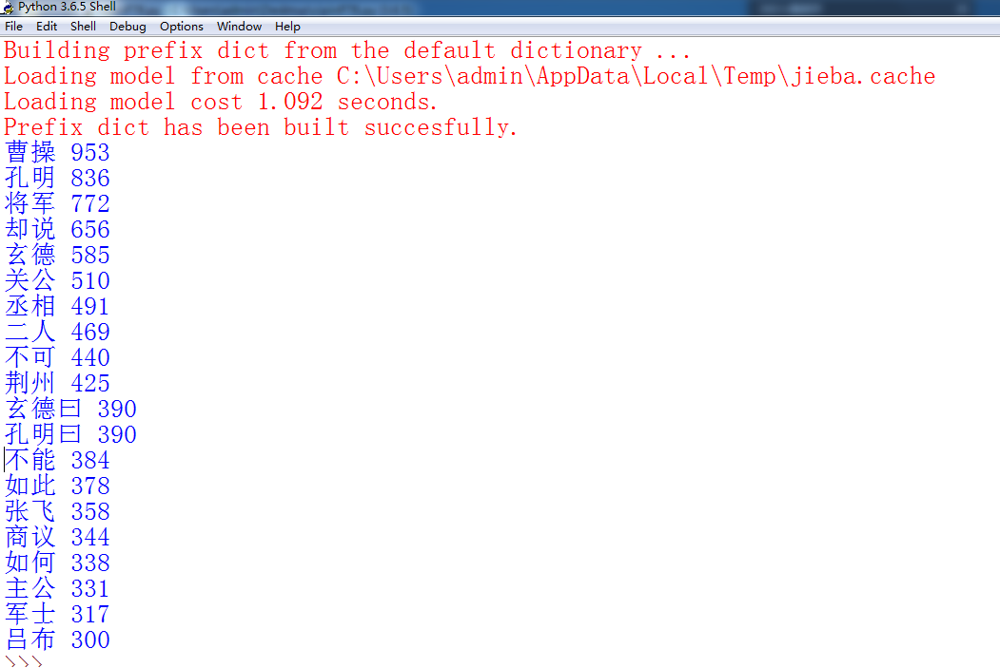 Python 3.6.5 Shell
File Edit Shell Debug Options Window Help
Building prefix dict from the default dictionary ...
Loading model from cache C:\Users\admin\AppData\Local\Temp\jieba.cache
Loading model cost 1.092 seconds.
Prefix dict has been built succesfully.
曹操 953
孔明 836
将军 772
却说 656
玄德 585
关公 510
丞相 491
二人 469
不可 440
荆州 425
玄德曰 390
孔明曰 390
不能 384
如此 378
张飞 358
商议 344
如何 338
主公 331
军士 317
吕布 300
>>>